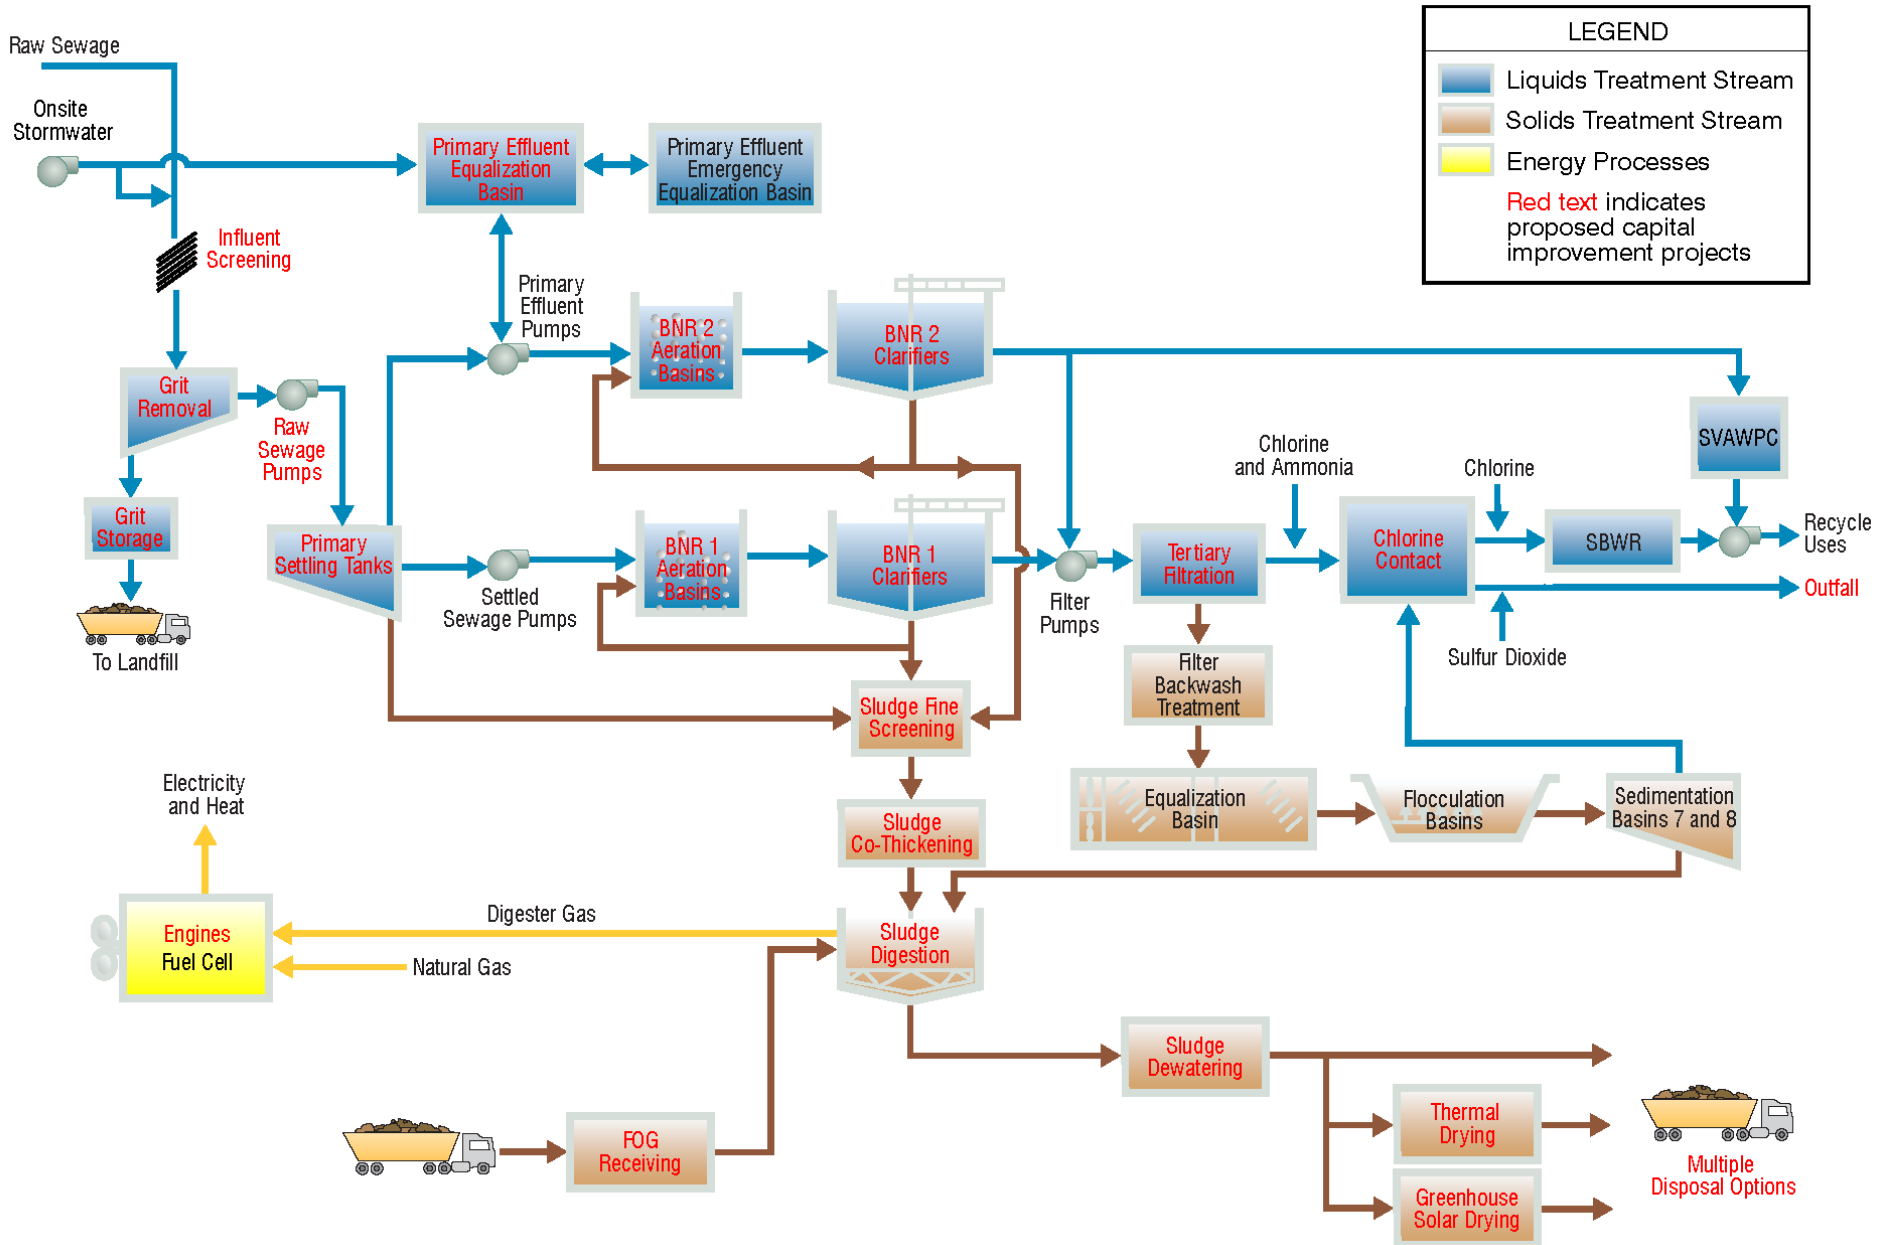 LEGEND
Liquids Treatment Stream
Solids Treatment Stream
Energy Processes
Red text indicates
proposed capital
improvement projects
Raw Sewage
Onsite
Stormwater
Primary Effluent
Equalization
Basin
Primary Effluent
Emergency
Equalization Basin
Influent
Screening
Primary
Effluent
Pumps
BNR 2
Aeration
Basins
BNR 2
Clarifiers
Grit
Removal
Raw
Sewage
Pumps
SVAWPC
Chlorine
and Ammonia
Chlorine
Grit
Storage
Primary
Settling Tanks
BNR 1
Aeration
Basins
BNR 1
Clarifiers
Tertiary
Filtration
Chlorine
Contact
SBWR
Recycle
Uses
Outfall
Settled
Sewage Pumps
Filter
Pumps
To Landfill
Sulfur Dioxide
Filter
Backwash
Treatment
Sludge Fine
Screening
Electricity
and Heat
Equalization
Basin
Flocculation
Basins
Sedimentation
Basins 7 and 8
Sludge
Co-Thickening
Digester Gas
Engines
Fuel Cell
Natural Gas
Sludge
Digestion
Sludge
Dewatering
FOG
Receiving
Thermal
Drying
Multiple
Disposal Options
Greenhouse
Solar Drying